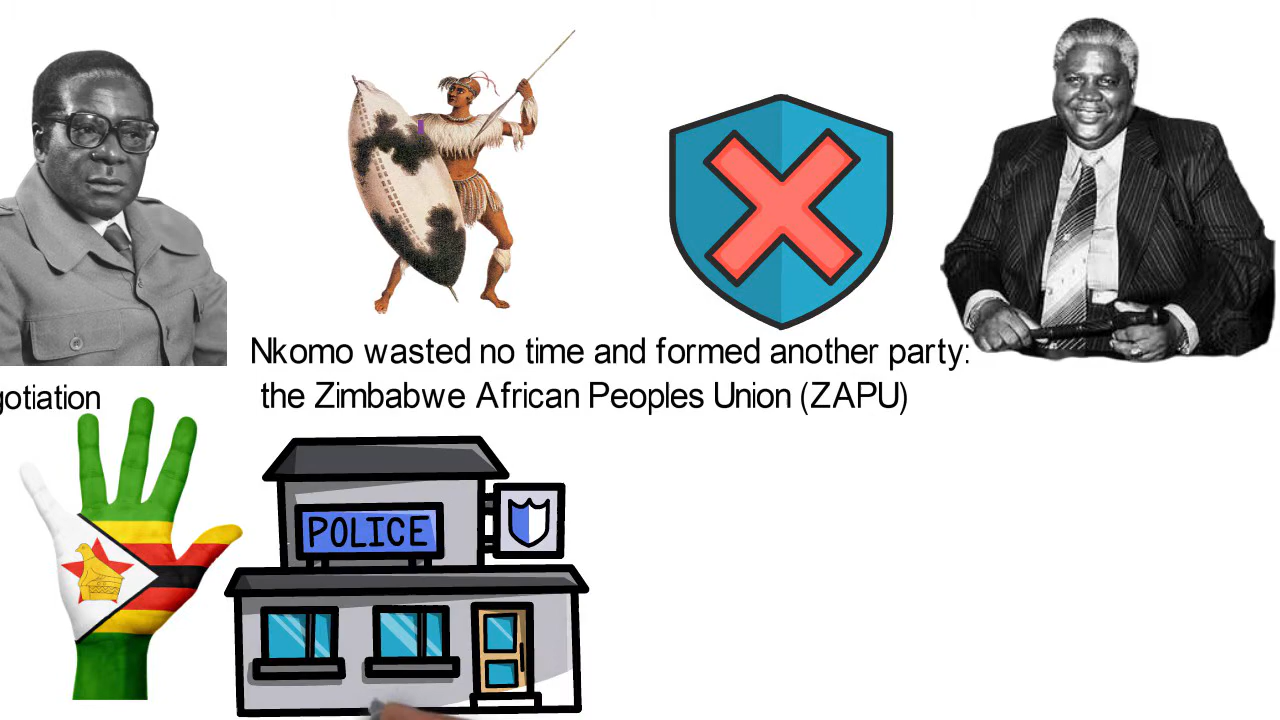 Nkomo wasted no time and formed another party:
the Zimbabwe African Peoples Union (ZAPU)
gotiation
POLICE